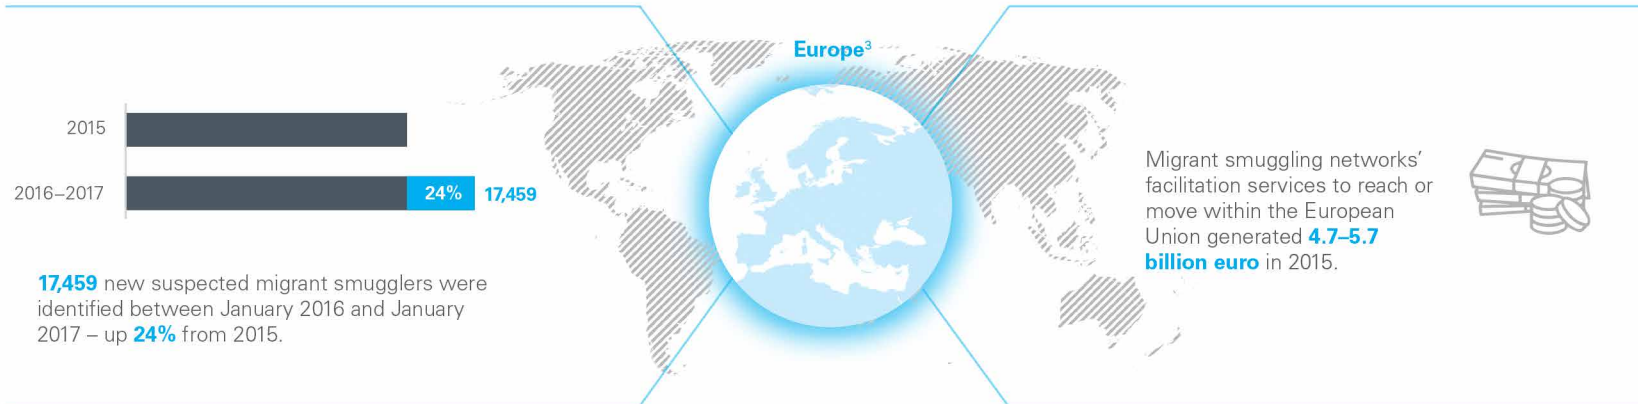 Europe³
2015
2016–2017
24%
17,459
17,459 new suspected migrant smugglers were
identified between January 2016 and January
2017 – up 24% from 2015.
Migrant smuggling networks’
facilitation services to reach or
move within the European
Union generated 4.7–5.7
billion euro in 2015.